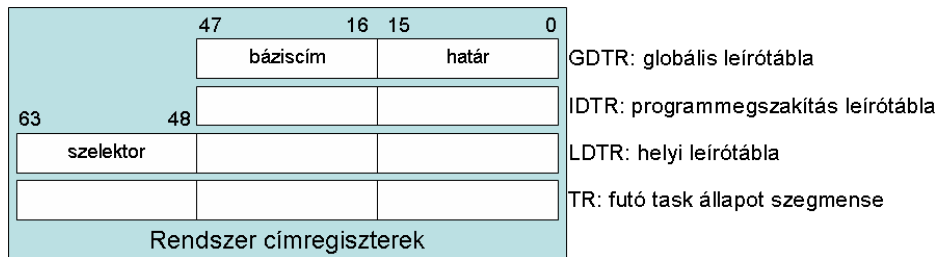 47 16 15 0
báziscím határ GDTR: globális leírótábla
IDTR: programmegszakítás leírótábla
63 48
szelektor LDTR: helyi leírótábla
TR: futó task állapot szegmense
Rendszer címregiszterek